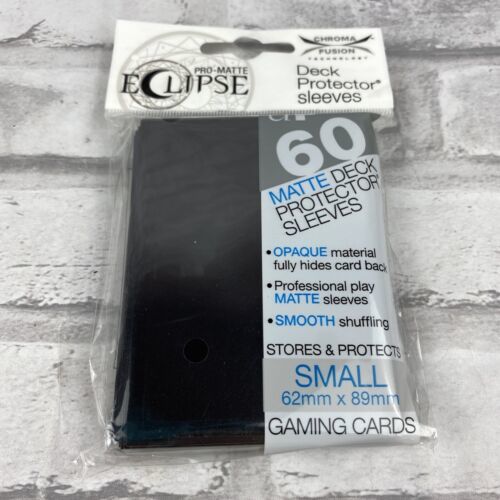 PRO-MATTE
ECLIPSE
CHROMA
FUSION
TECHNOLOGY
Deck
Protector®
sleeves
60
MATTE DECK
PROTECTOR®
SLEEVES
•OPAQUE material
fully hides card back
•Professional play
MATTE sleeves
•SMOOTH shuffling
STORES & PROTECTS
SMALL
62mm x 89mm
GAMING CARDS